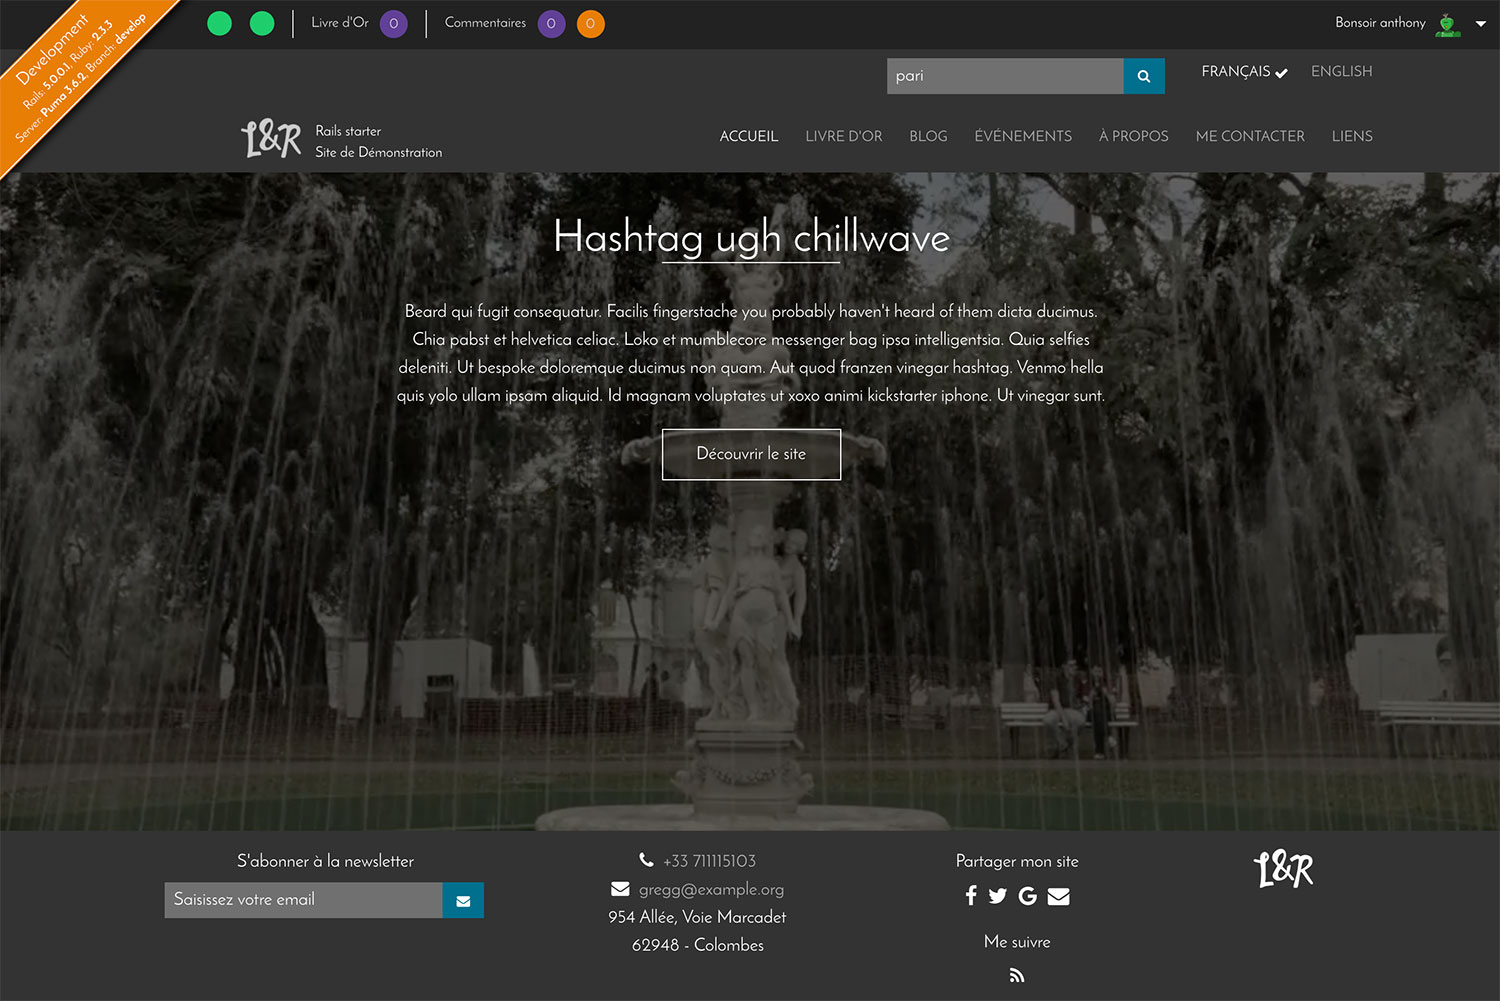 Development
Rails: 5.0.0.1, Ruby: 2.3.3
Server: Puma 3.6.2, Branch: develop
Livre d'Or 0
Commentaires 0 0
Bonsoir anthony
pari
FRANÇAIS
ENGLISH
L&R
Rails starter
Site de Démonstration
ACCUEIL
LIVRE D'OR
BLOG
ÉVÉNEMENTS
À PROPOS
ME CONTACTER
LIENS
Hashtag ugh chillwave
Beard qui fugit consequatur. Facilis fingerstache you probably haven't heard of them dicta ducimus.
Chia pabst et helvetica celiac. Loko et mumblecore messenger bag ipsa intelligentsia. Quia selfies
deleniti. Ut bespoke doloremque ducimus non quam. Aut quod franzen vinegar hashtag. Venmo hella
quis yolo ullam ipsam aliquid. Id magnam voluptates ut xoxo animi kickstarter iphone. Ut vinegar sunt.
Découvrir le site
S'abonner à la newsletter
Saisissez votre email
+33 711115103
gregg@example.org
954 Allée, Voie Marcadet
62948 - Colombes
Partager mon site
Me suivre
L&R